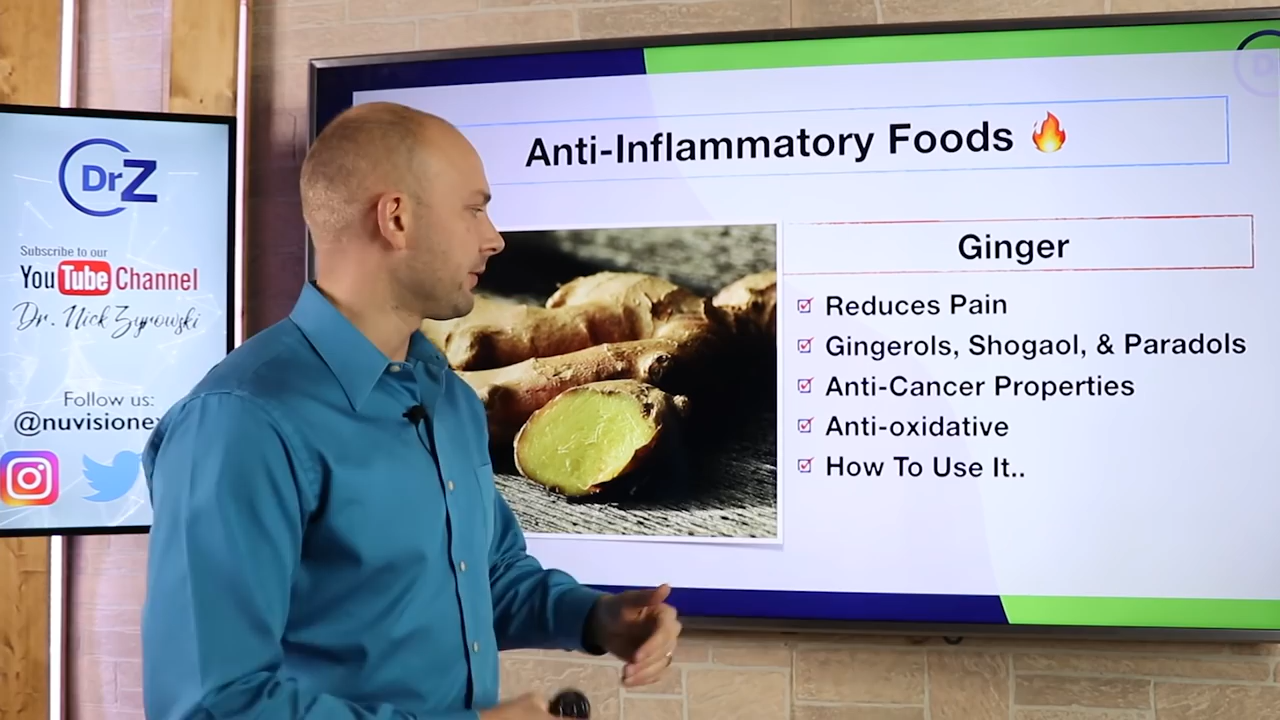 DrZ
Subscribe to our
YouTube Channel
Dr. Nick Zyrowski
Follow us:
Anti-Inflammatory Foods 🔥
Ginger
Reduces Pain
Gingerols, Shogaol, & Paradols
Anti-Cancer Properties
Anti-oxidative
How To Use It..